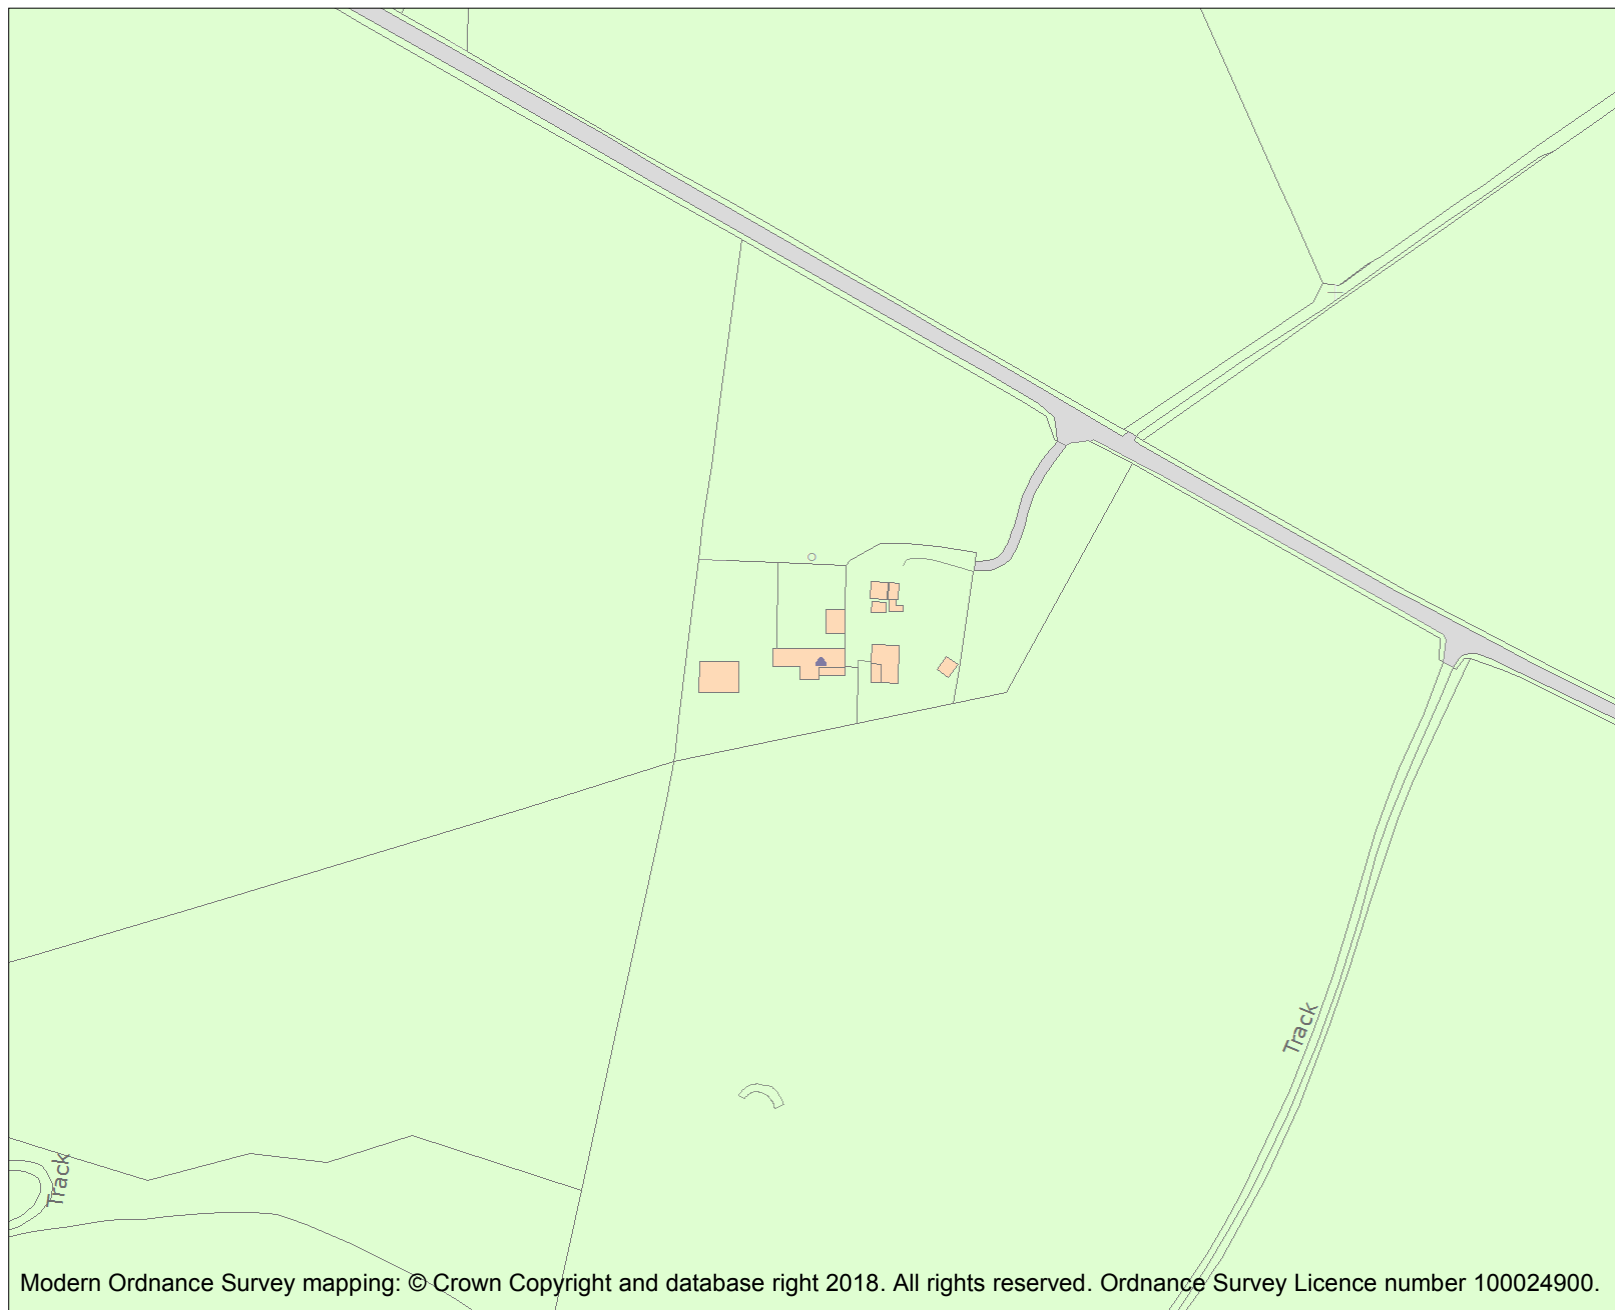 Track
Track
Modern Ordnance Survey mapping: © Crown Copyright and database right 2018. All rights reserved. Ordnance Survey Licence number 100024900.